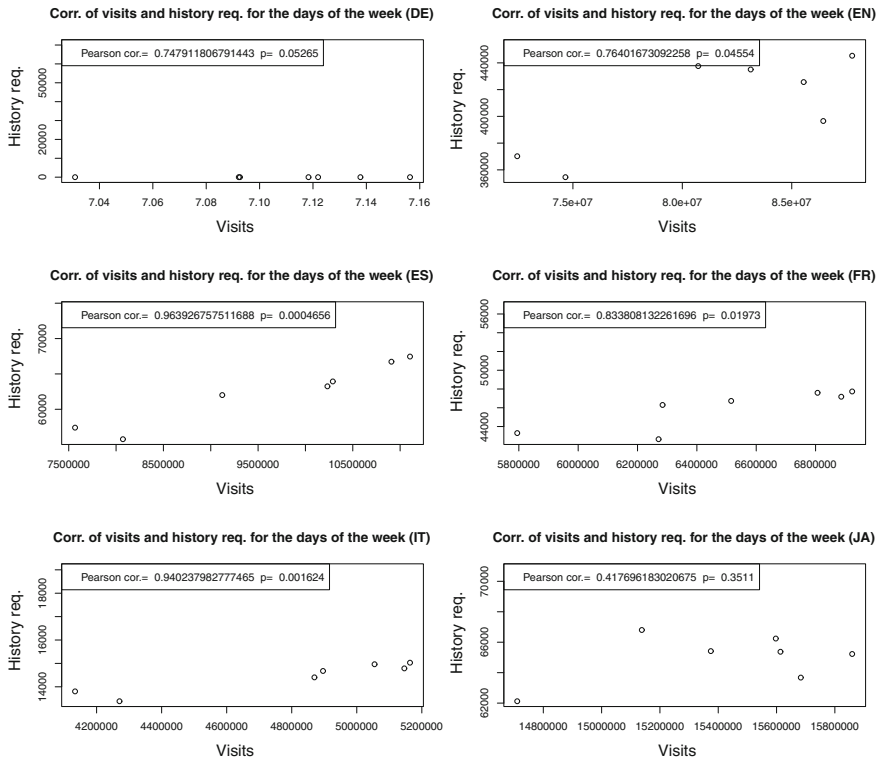 Corr. of visits and history req. for the days of the week (DE)
Pearson cor.= 0.747911806791443 p= 0.05265
History req.
0 20000 50000
7.04 7.06 7.08 7.10 7.12 7.14 7.16
Visits
Corr. of visits and history req. for the days of the week (EN)
Pearson cor.= 0.76401673092258 p= 0.04554
History req.
360000 400000 440000
7.5e+07 8.0e+07 8.5e+07
Visits
Corr. of visits and history req. for the days of the week (ES)
Pearson cor.= 0.963926757511688 p= 0.0004656
History req.
60000 70000
7500000 8500000 9500000 10500000
Visits
Corr. of visits and history req. for the days of the week (FR)
Pearson cor.= 0.833808132261696 p= 0.01973
History req.
44000 50000 56000
5800000 6000000 6200000 6400000 6600000 6800000
Visits
Corr. of visits and history req. for the days of the week (IT)
Pearson cor.= 0.940237982777465 p= 0.001624
History req.
14000 16000 18000
4200000 4400000 4600000 4800000 5000000 5200000
Visits
Corr. of visits and history req. for the days of the week (JA)
Pearson cor.= 0.417696183020675 p= 0.3511
History req.
62000 66000 70000
14800000 15000000 15200000 15400000 15600000 15800000
Visits